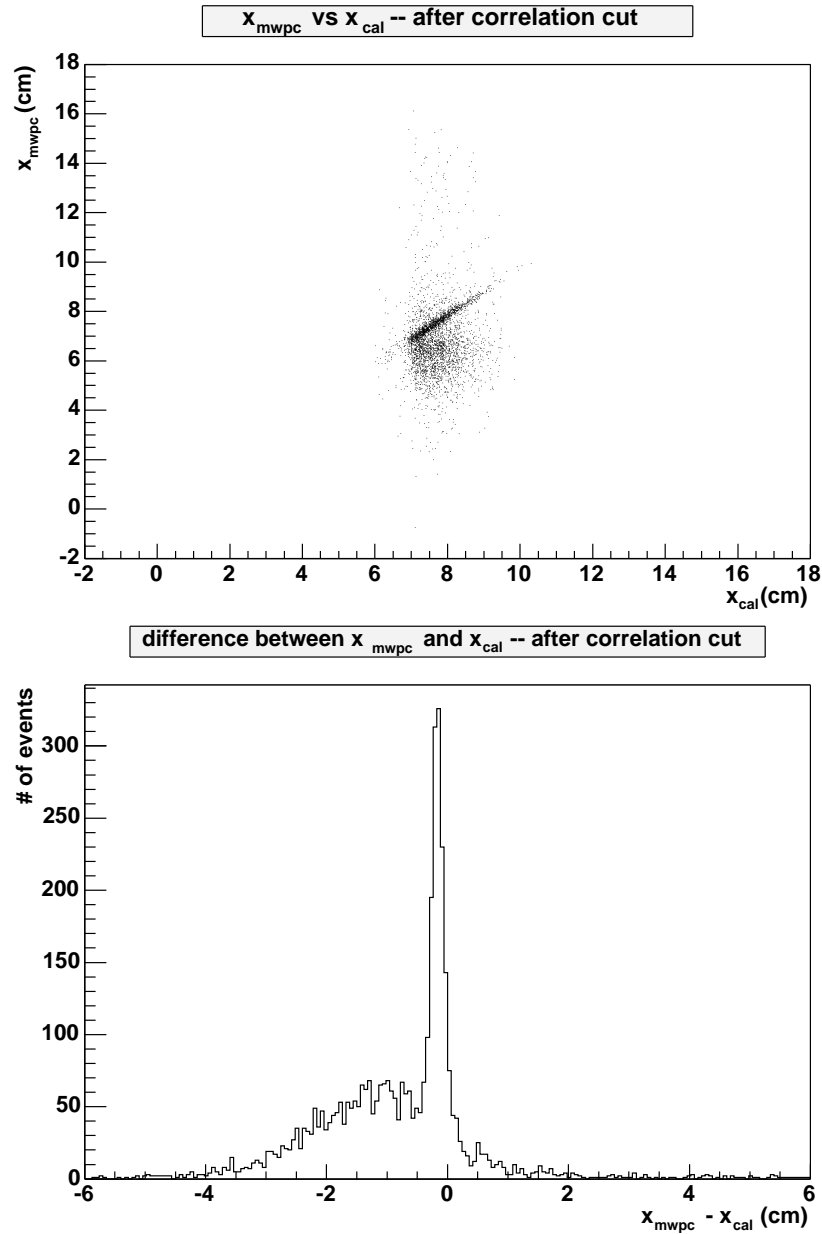 x_mwpc vs x_cal -- after correlation cut
x_mwpc (cm)
18
16
14
12
10
8
6
4
2
0
-2
-2 0 2 4 6 8 10 12 14 16 18
x_cal (cm)
difference between x_mwpc and x_cal -- after correlation cut
# of events
300
250
200
150
100
50
0
-6 -4 -2 0 2 4 6
x_mwpc - x_cal (cm)